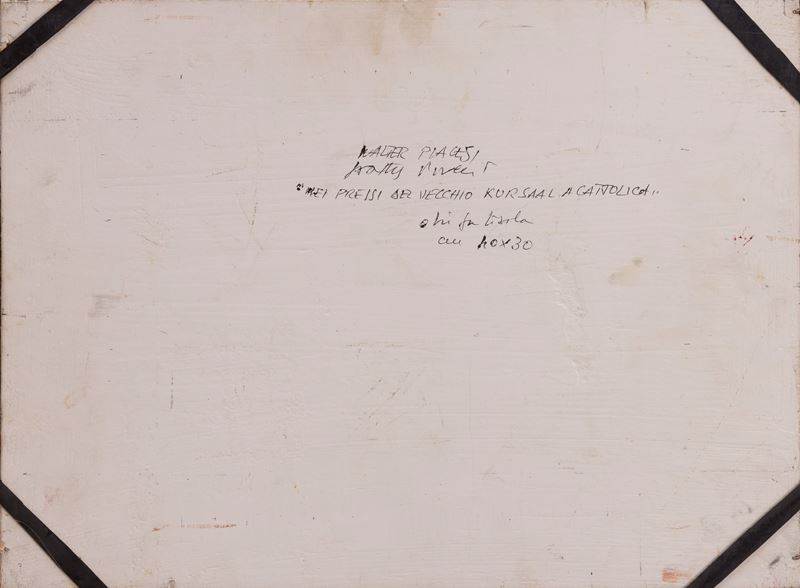 WALTER PIACESI
"NEI PRESSI DEL VECCHIO KURSAAL A CATTOLICA"
olio su tavola
cm 40x30